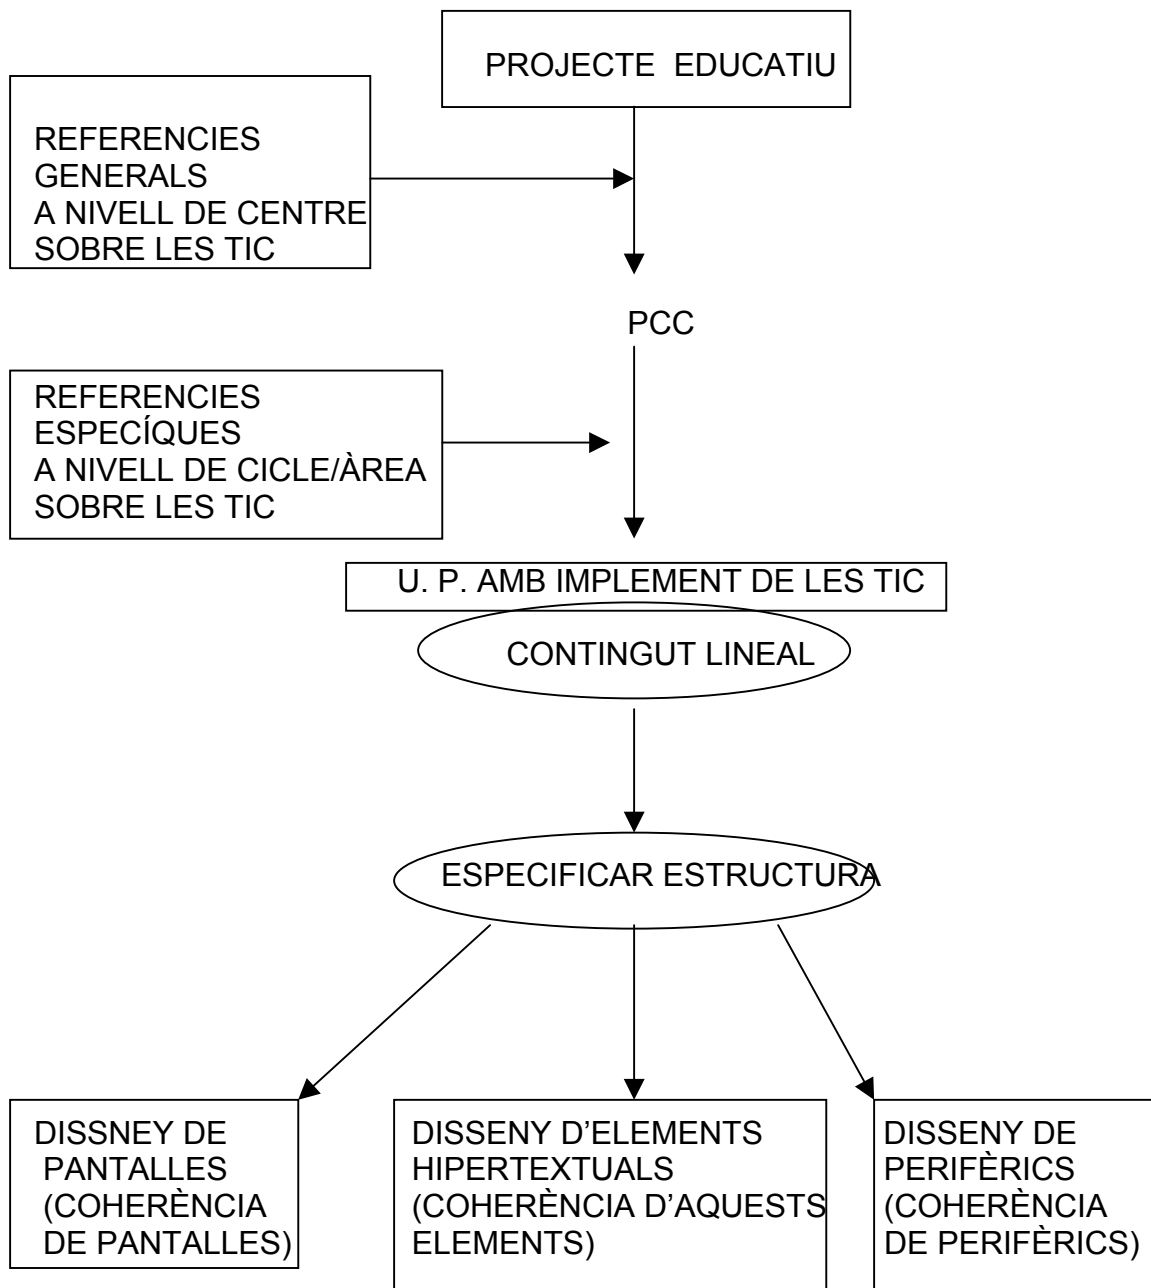 PROJECTE EDUCATIU
REFERENCIES
GENERALS
A NIVELL DE CENTRE
SOBRE LES TIC
PCC
REFERENCIES
ESPECÍQUES
A NIVELL DE CICLE/ÀREA
SOBRE LES TIC
U. P. AMB IMPLEMENT DE LES TIC
CONTINGUT LINEAL
ESPECIFICAR ESTRUCTURA
DISSNEY DE
PANTALLES
(COHERÈNCIA
DE PANTALLES)
DISSENY D'ELEMENTS
HIPERTEXTUALS
(COHERÈNCIA D'AQUESTS
ELEMENTS)
DISSENY DE
PERIFÈRICS
(COHERÈNCIA
DE PERIFÈRICS)